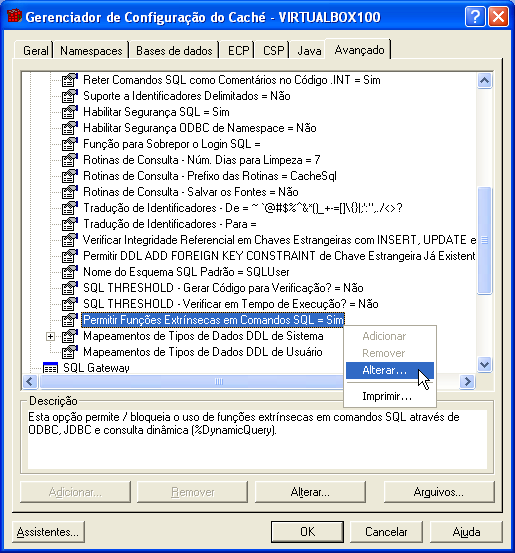 Gerenciador de Configuração do Caché - VIRTUALBOX100
Geral Namespaces Bases de dados ECP CSP Java Avançado
Reter Comandos SQL como Comentários no Código .INT = Sim
Suporte a Identificadores Delimitados = Não
Habilitar Segurança SQL = Sim
Habilitar Segurança ODBC de Namespace = Não
Função para Sobrepor o Login SQL =
Rotinas de Consulta - Núm. Dias para Limpeza = 7
Rotinas de Consulta - Prefixo das Rotinas = CacheSql
Rotinas de Consulta - Salvar os Fontes = Não
Tradução de Identificadores - De = ~ `@#$%^&*()_+-=[]\{}|;':",./<>?
Tradução de Identificadores - Para =
Verificar Integridade Referencial em Chaves Estrangeiras com INSERT, UPDATE e
Permitir DDL ADD FOREIGN KEY CONSTRAINT de Chave Estrangeira Já Existent
Nome do Esquema SQL Padrão = SQLUser
SQL THRESHOLD - Gerar Código para Verificação? = Não
SQL THRESHOLD - Verificar em Tempo de Execução? = Não
Permitir Funções Extrínsecas em Comandos SQL = Sim
Mapeamentos de Tipos de Dados DDL de Sistema
Mapeamentos de Tipos de Dados DDL de Usuário
SQL Gateway
Adicionar
Remover
Alterar...
Imprimir...
Descrição
Esta opção permite / bloqueia o uso de funções extrínsecas em comandos SQL através de
ODBC, JDBC e consulta dinâmica (%DynamicQuery).
Adicionar... Remover Alterar... Arquivos...
Assistentes... OK Cancelar Ajuda